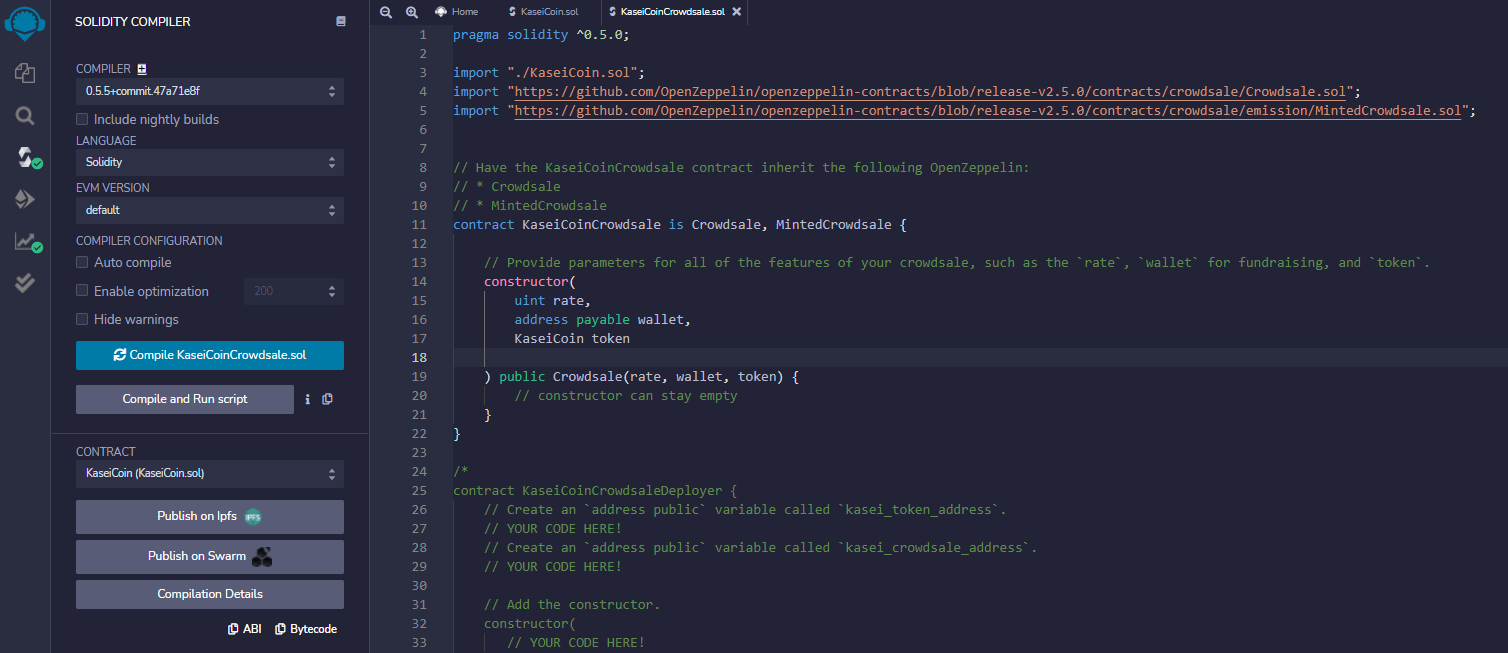 SOLIDITY COMPILER
COMPILER
0.5.5+commit.47a71e8f
Include nightly builds
LANGUAGE
Solidity
EVM VERSION
default
COMPILER CONFIGURATION
Auto compile
Enable optimization
200
Hide warnings
Compile KaseiCoinCrowdsale.sol
Compile and Run script
CONTRACT
KaseiCoin (KaseiCoin.sol)
Publish on Ipfs
IPFS
Publish on Swarm
Compilation Details
ABI
Bytecode
Home
KaseiCoin.sol
KaseiCoinCrowdsale.sol
1 pragma solidity ^0.5.0;
2
3 import "./KaseiCoin.sol";
4 import "https://github.com/OpenZeppelin/openzeppelin-contracts/blob/release-v2.5.0/contracts/crowdsale/Crowdsale.sol";
5 import "https://github.com/OpenZeppelin/openzeppelin-contracts/blob/release-v2.5.0/contracts/crowdsale/emission/MintedCrowdsale.sol";
6
7
8 // Have the KaseiCoinCrowdsale contract inherit the following OpenZeppelin:
9 // * Crowdsale
10 // * MintedCrowdsale
11 contract KaseiCoinCrowdsale is Crowdsale, MintedCrowdsale {
12
13 // Provide parameters for all of the features of your crowdsale, such as the `rate`, `wallet` for fundraising, and `token`.
14 constructor(
15 uint rate,
16 address payable wallet,
17 KaseiCoin token
18
19 ) public Crowdsale(rate, wallet, token) {
20 // constructor can stay empty
21 }
22 }
23
24 /*
25 contract KaseiCoinCrowdsaleDeployer {
26 // Create an `address public` variable called `kasei_token_address`.
27 // YOUR CODE HERE!
28 // Create an `address public` variable called `kasei_crowdsale_address`.
29 // YOUR CODE HERE!
30
31 // Add the constructor.
32 constructor(
33 // YOUR CODE HERE!